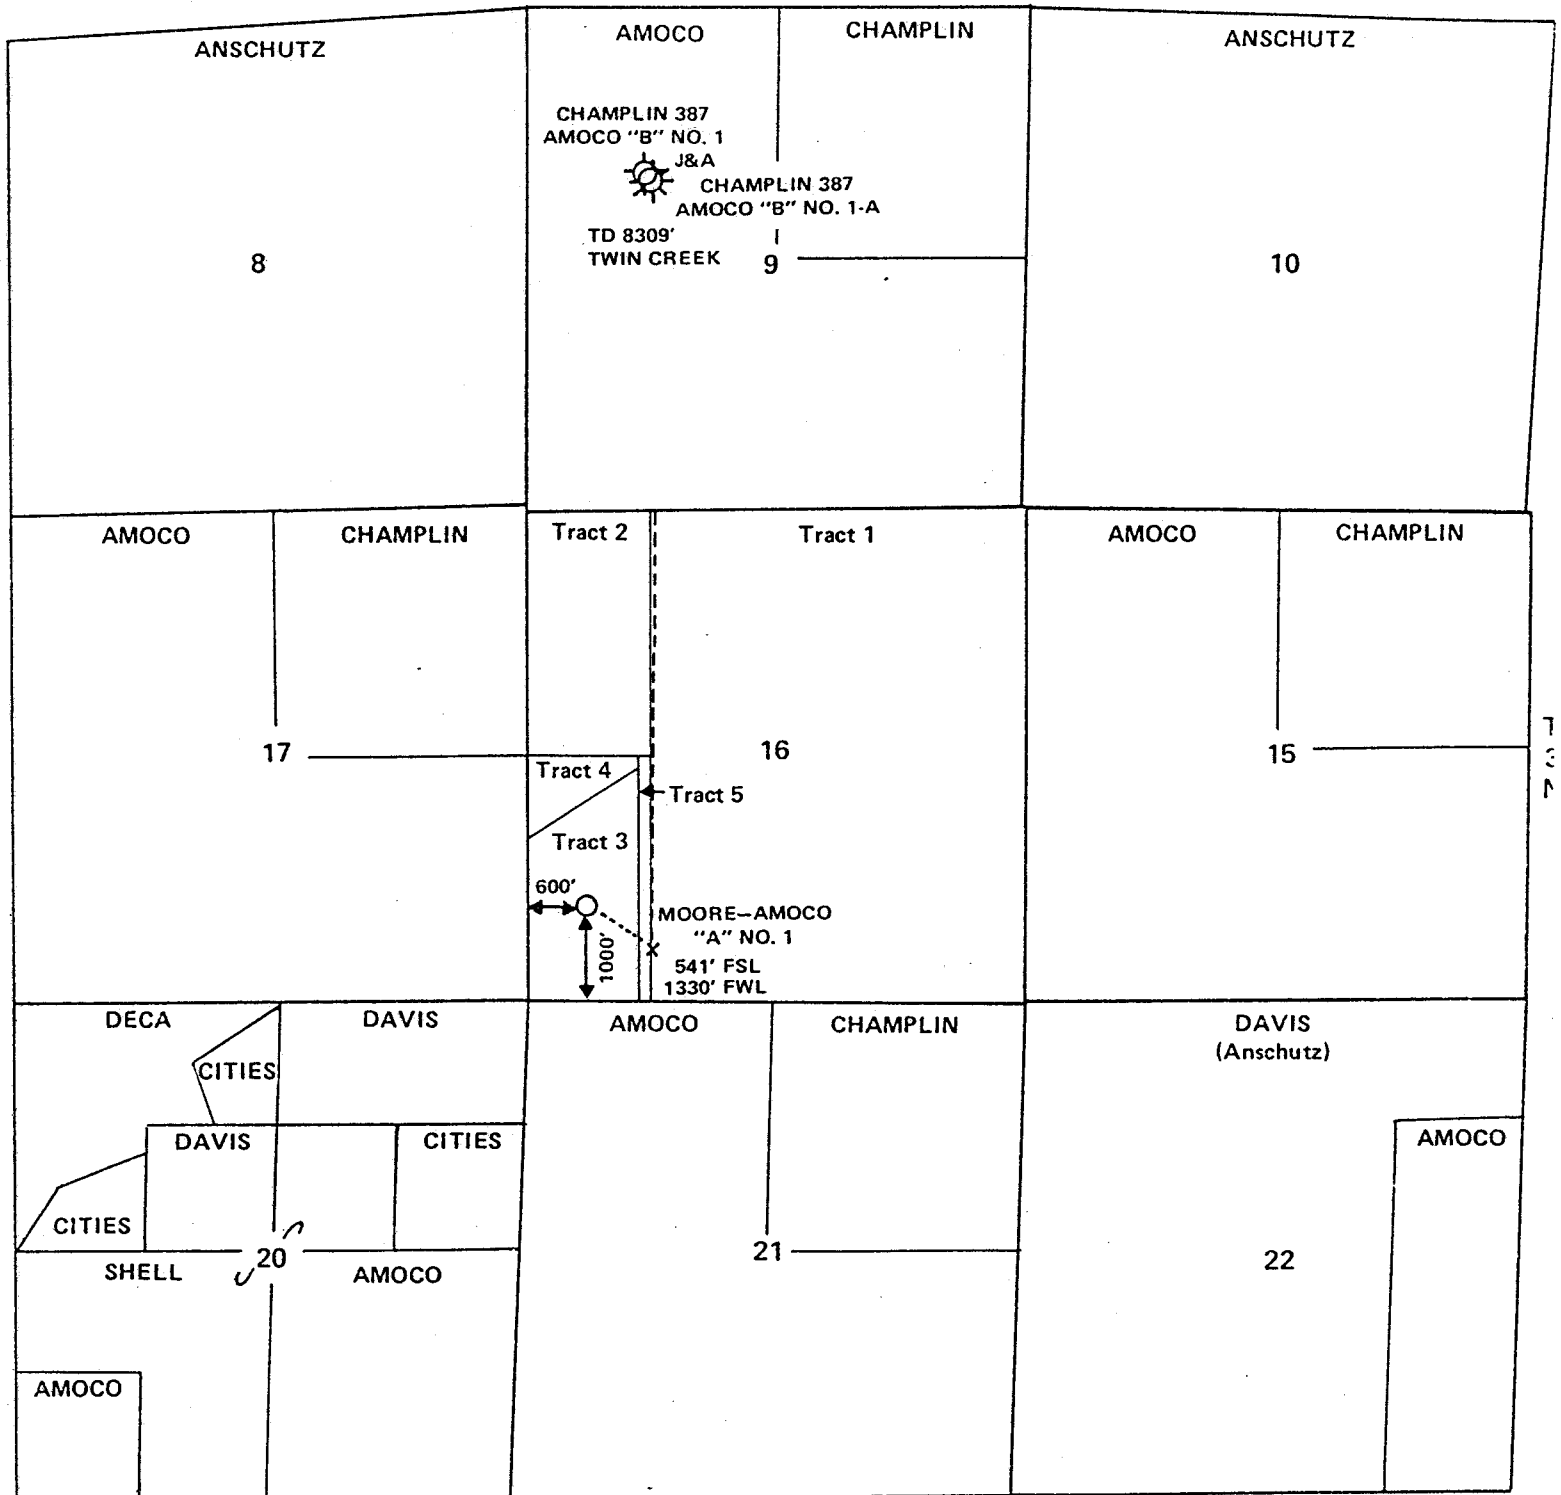 ANSCHUTZ
AMOCO
CHAMPLIN
ANSCHUTZ
CHAMPLIN 387
AMOCO "B" NO. 1
J&A
CHAMPLIN 387
AMOCO "B" NO. 1-A
TD 8309'
TWIN CREEK
8
9
10
AMOCO
CHAMPLIN
Tract 2
Tract 1
AMOCO
CHAMPLIN
17
16
15
Tract 4
Tract 5
Tract 3
600'
1000'
MOORE–AMOCO
"A" NO. 1
541' FSL
1330' FWL
DECA
DAVIS
AMOCO
CHAMPLIN
DAVIS
(Anschutz)
CITIES
DAVIS
CITIES
AMOCO
CITIES
20
21
22
SHELL
AMOCO
AMOCO